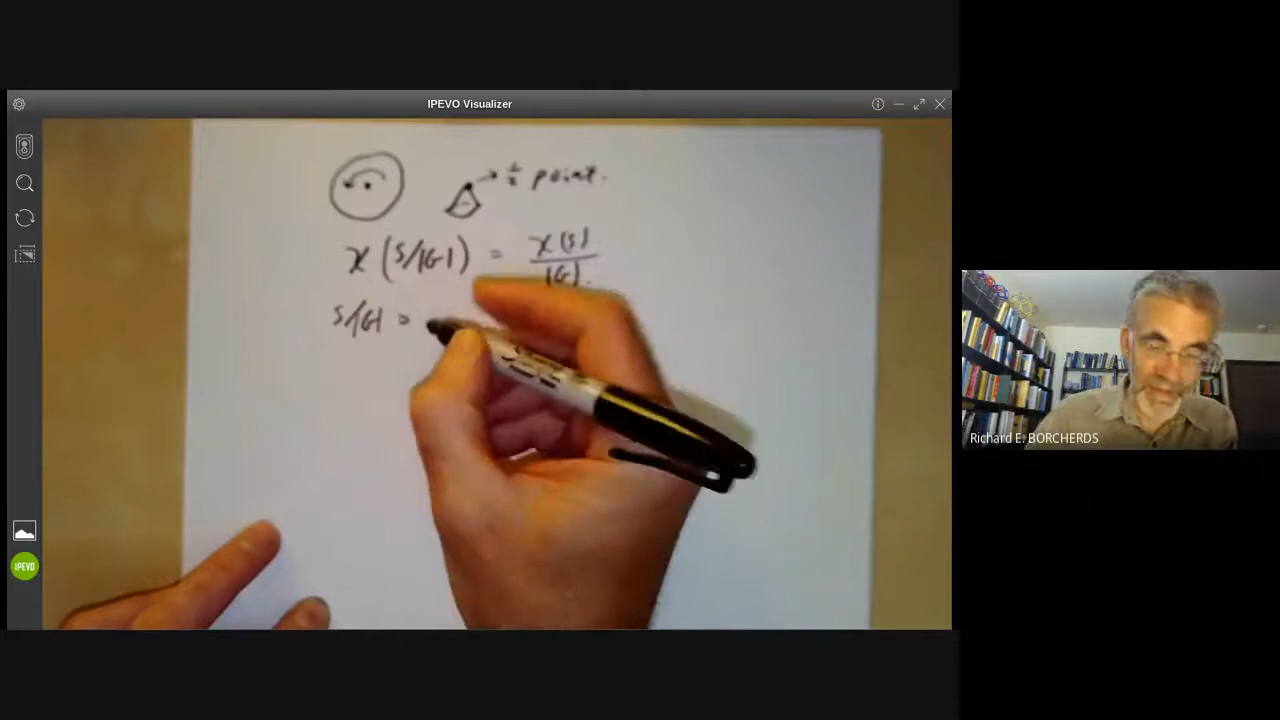 IPEVO Visualizer
→ 1/2 point.
χ(S/|G|) = χ(S)/|G|.
S/|G| =
IPEVO
Richard E. BORCHERDS